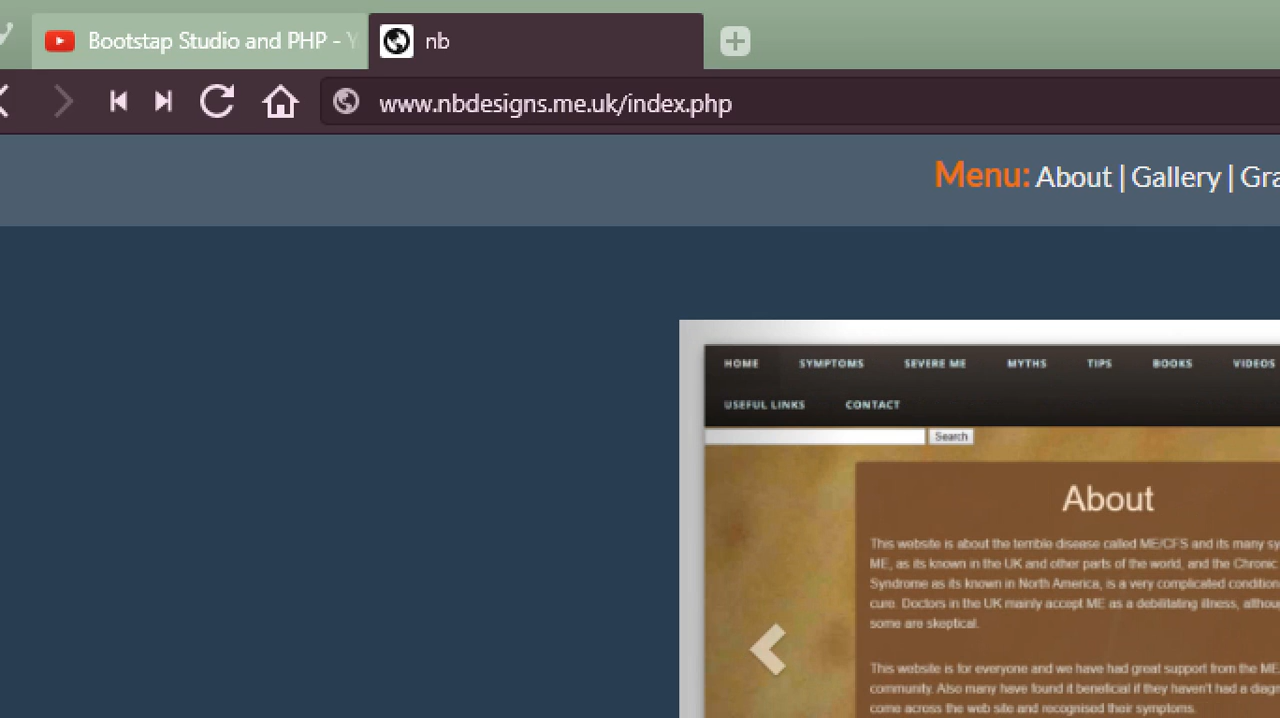 Bootstap Studio and PHP -
nb
www.nbdesigns.me.uk/index.php
Menu: About | Gallery | Gra
HOME SYMPTOMS SEVERE ME MYTHS TIPS BOOKS VIDEOS
USEFUL LINKS CONTACT
Search
About
This website is about the terrible disease called ME/CFS and its many sy
ME, as its known in the UK and other parts of the world, and the Chronic
Syndrome as its known in North America, is a very complicated condition
cure. Doctors in the UK mainly accept ME as a debilitating illness, althou
some are skeptical.
This website is for everyone and we have had great support from the ME
community. Also many have found it beneficial if they haven't had a diagn
come across the web site and recognised their symptoms.